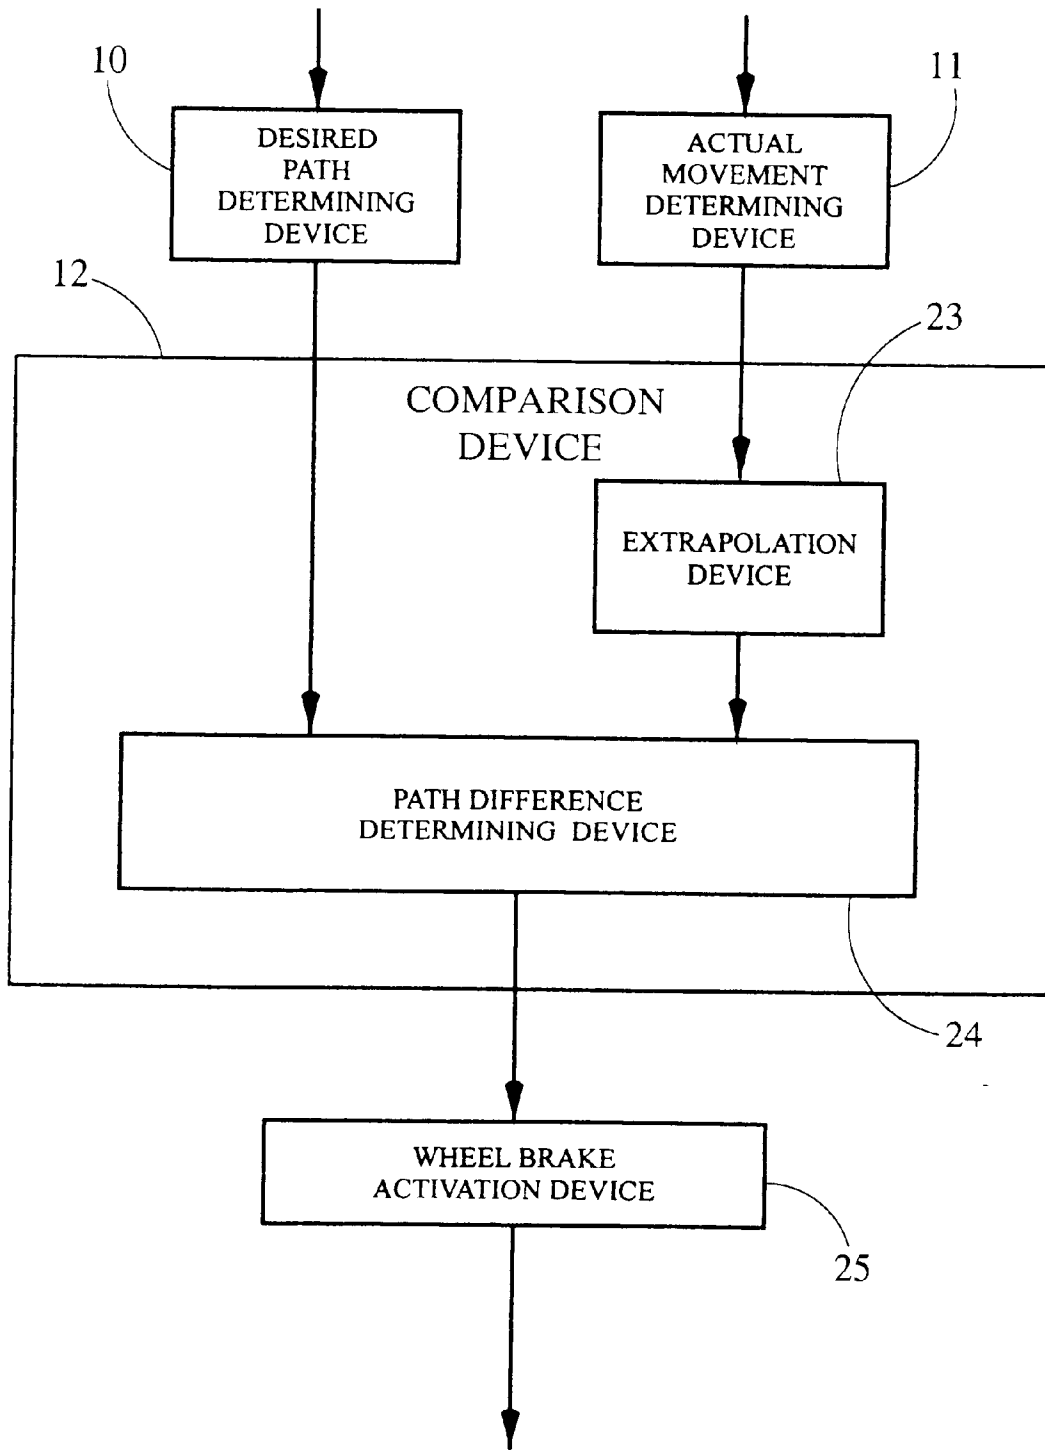 10
11
DESIRED
PATH
DETERMINING
DEVICE
ACTUAL
MOVEMENT
DETERMINING
DEVICE
12
23
COMPARISON
DEVICE
EXTRAPOLATION
DEVICE
PATH DIFFERENCE
DETERMINING DEVICE
24
WHEEL BRAKE
ACTIVATION DEVICE
25